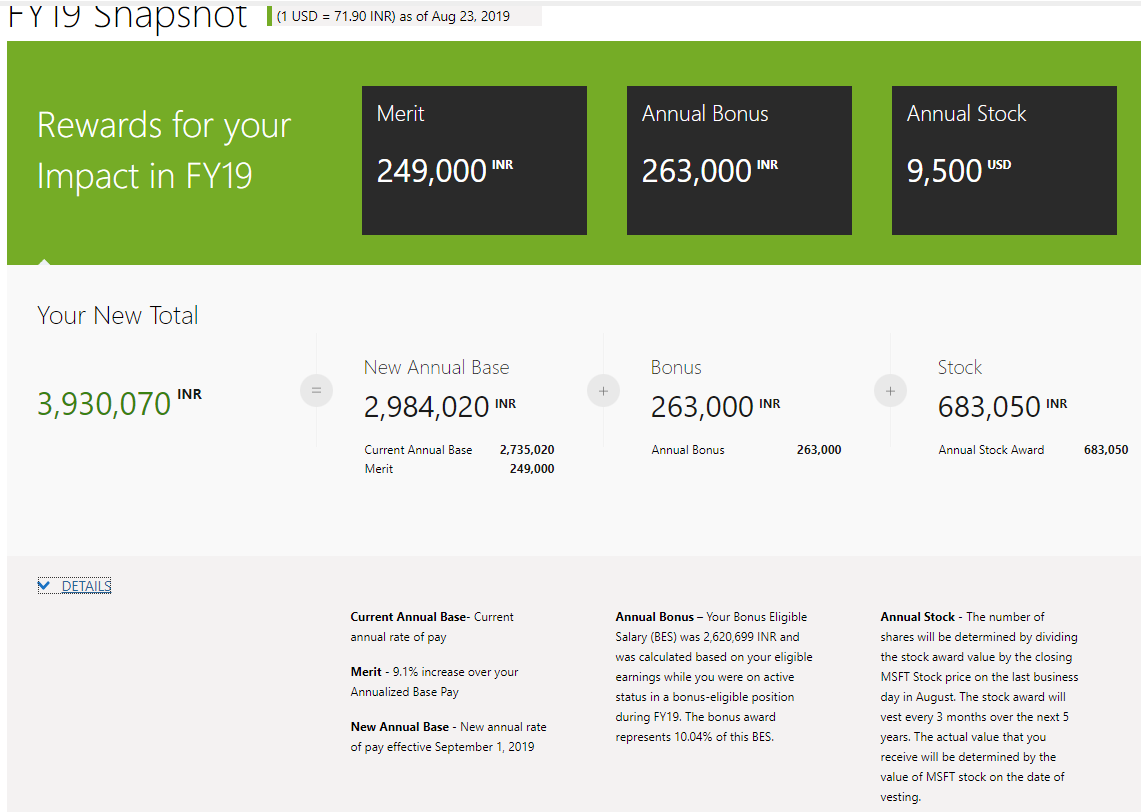 FY19 Snapshot
(1 USD = 71.90 INR) as of Aug 23, 2019
Rewards for your
Impact in FY19
Merit
249,000 INR
Annual Bonus
263,000 INR
Annual Stock
9,500 USD
Your New Total
3,930,070 INR
=
New Annual Base
2,984,020 INR
Current Annual Base 2,735,020
Merit 249,000
+
Bonus
263,000 INR
Annual Bonus 263,000
+
Stock
683,050 INR
Annual Stock Award 683,050
DETAILS
Current Annual Base- Current
annual rate of pay
Merit - 9.1% increase over your
Annualized Base Pay
New Annual Base - New annual rate
of pay effective September 1, 2019
Annual Bonus – Your Bonus Eligible
Salary (BES) was 2,620,699 INR and
was calculated based on your eligible
earnings while you were on active
status in a bonus-eligible position
during FY19. The bonus award
represents 10.04% of this BES.
Annual Stock - The number of
shares will be determined by dividing
the stock award value by the closing
MSFT Stock price on the last business
day in August. The stock award will
vest every 3 months over the next 5
years. The actual value that you
receive will be determined by the
value of MSFT stock on the date of
vesting.